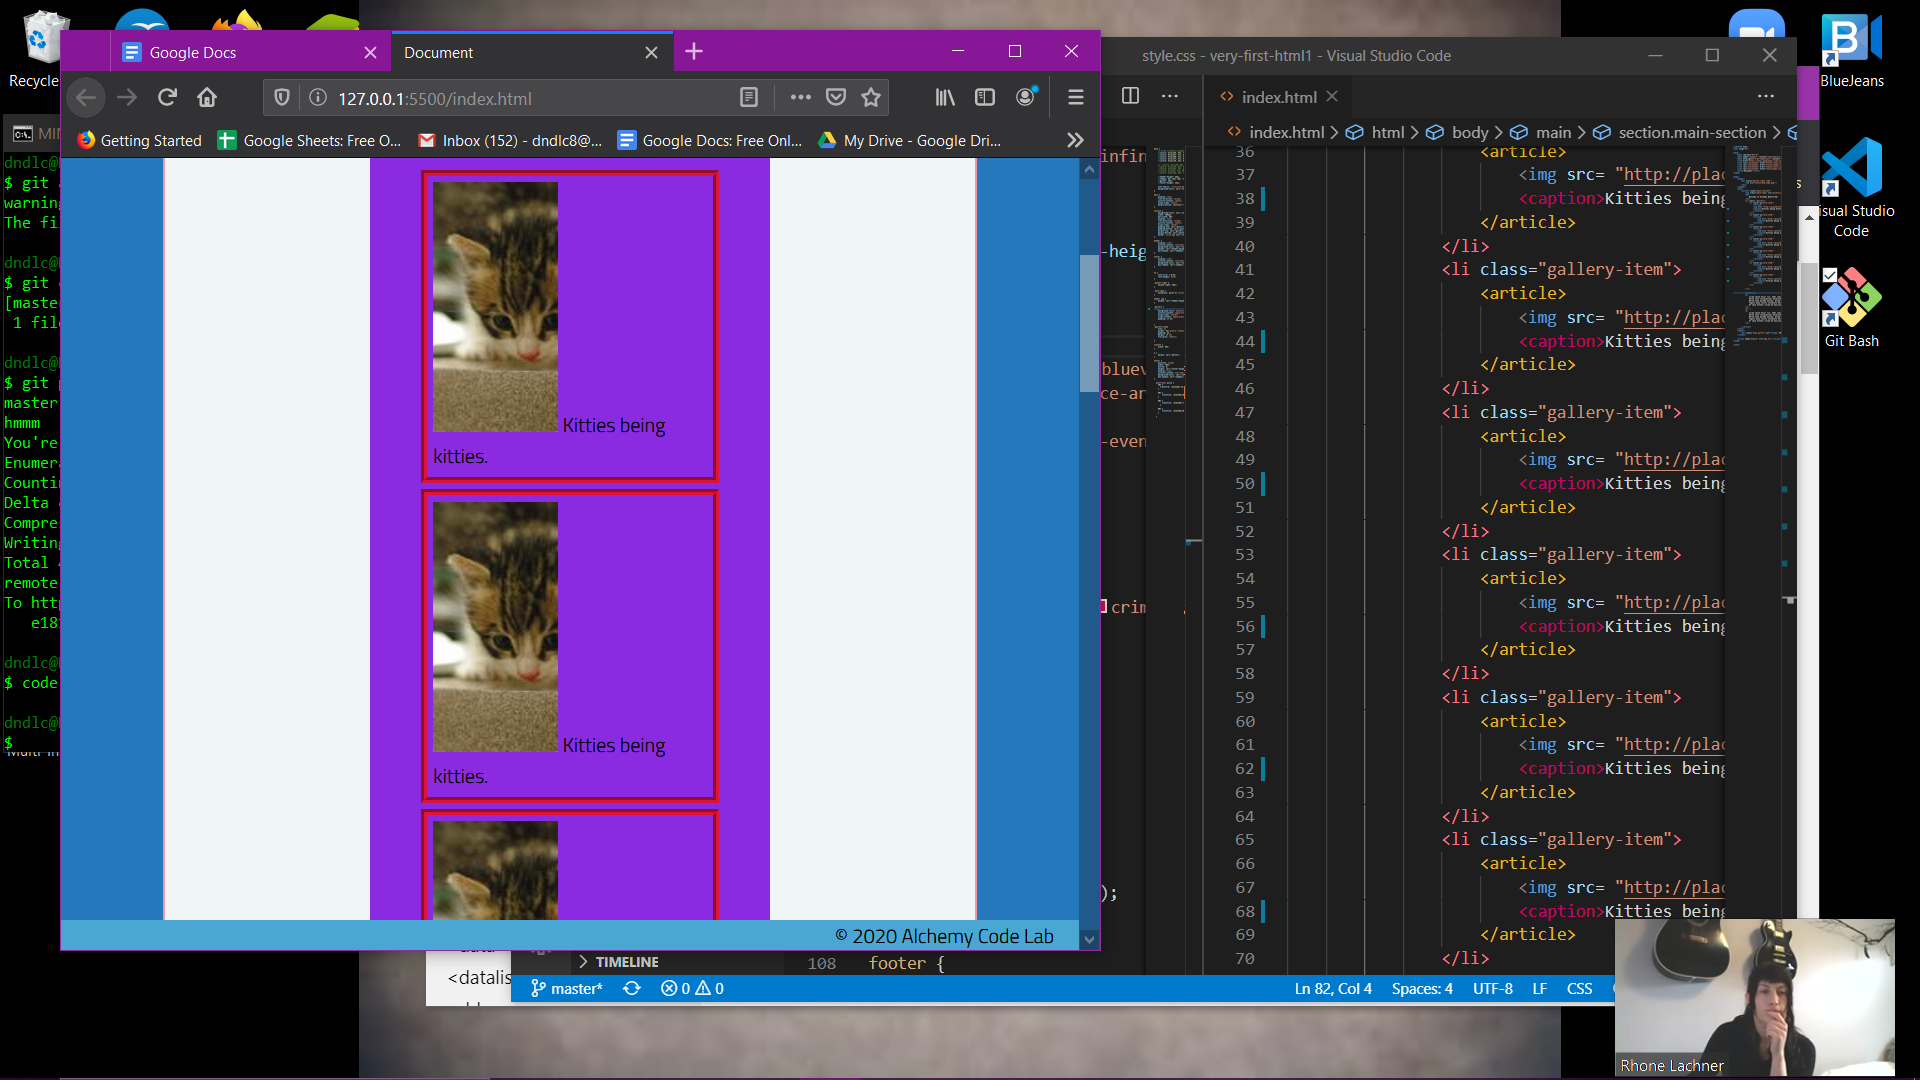 Recycle
BlueJeans
Visual Studio
Code
Git Bash
Google Docs
Document
127.0.0.1:5500/index.html
Getting Started
Google Sheets: Free O...
Inbox (152) - dndlc8@...
Google Docs: Free Onl...
My Drive - Google Dri...
Kitties being
kitties.
Kitties being
kitties.
© 2020 Alchemy Code Lab
dndlc@
$ git
warning
The fi
dndlc@
$ git
[master
1 file
dndlc@
$ git
master
hmmm
You're
Enumer
Countin
Delta
Compre
Writin
Total
remote
To htt
e18
dndlc@
$ code
dndlc@
$
style.css - very-first-html1 - Visual Studio Code
index.html
index.html > html > body > main > section.main-section >
infin
-heig
bluev
ce-an
-even
crim
);
36 <article>
37 <img src= "http://plac
38 <caption>Kitties being
39 </article>
40 </li>
41 <li class="gallery-item">
42 <article>
43 <img src= "http://plac
44 <caption>Kitties being
45 </article>
46 </li>
47 <li class="gallery-item">
48 <article>
49 <img src= "http://plac
50 <caption>Kitties being
51 </article>
52 </li>
53 <li class="gallery-item">
54 <article>
55 <img src= "http://plac
56 <caption>Kitties being
57 </article>
58 </li>
59 <li class="gallery-item">
60 <article>
61 <img src= "http://plac
62 <caption>Kitties being
63 </article>
64 </li>
65 <li class="gallery-item">
66 <article>
67 <img src= "http://plac
68 <caption>Kitties being
69 </article>
70 </li>
<datalis
TIMELINE
108 footer {
master* 0 0
Ln 82, Col 4 Spaces: 4 UTF-8 LF CSS
Rhone Lachner